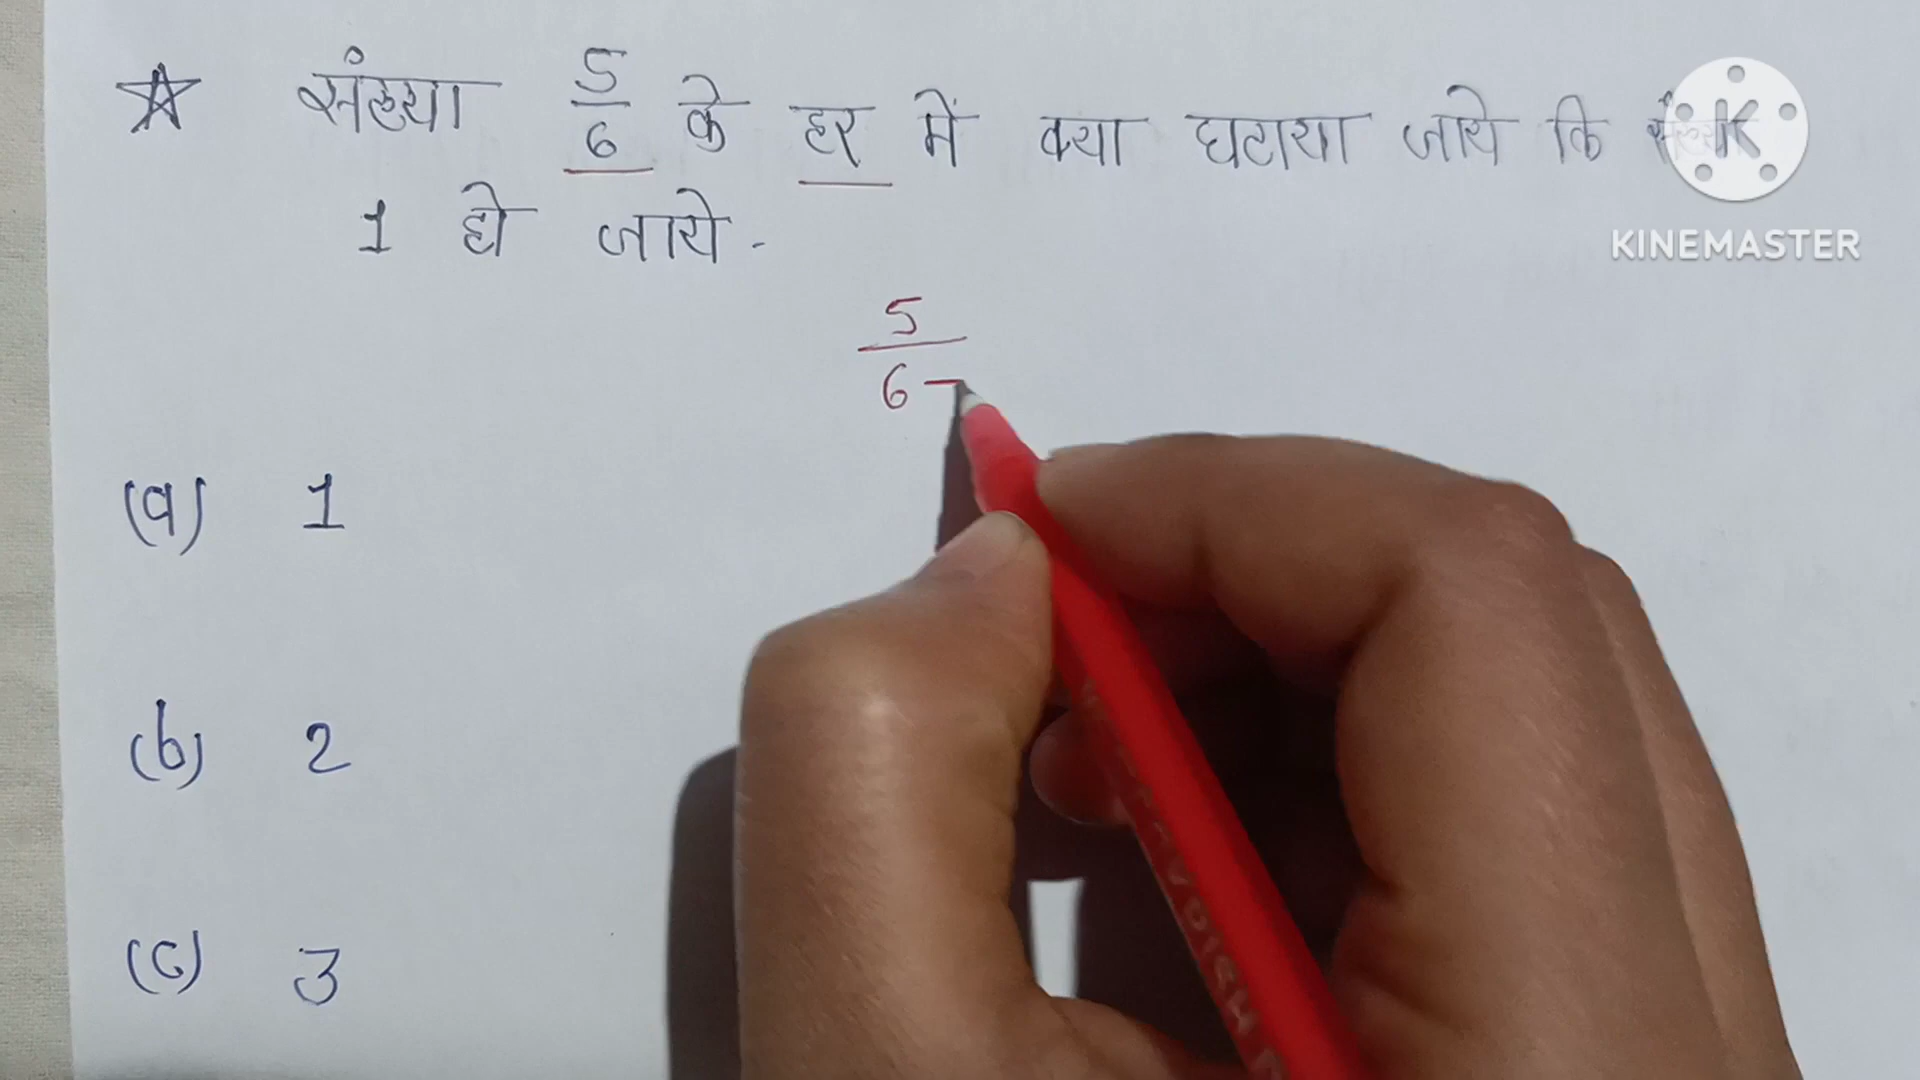 संख्या 5/6 के हर में क्या घटाया जाये कि संख्या
1 हो जाये -
5
6 -
(a) 1
(b) 2
(c) 3
KINEMASTER